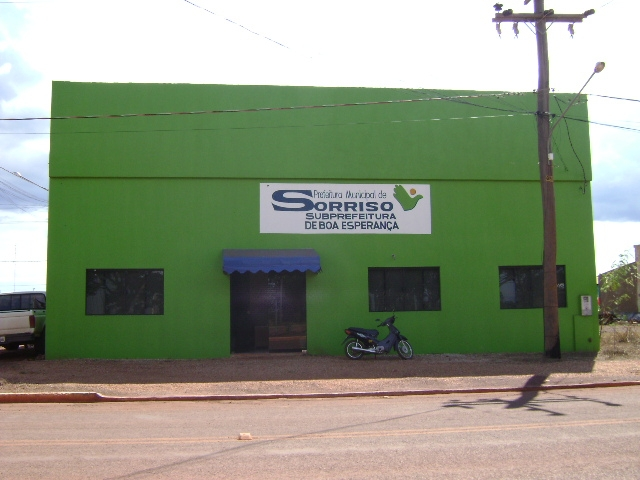 Prefeitura Municipal de
SORRISO
SUBPREFEITURA
DE BOA ESPERANÇA